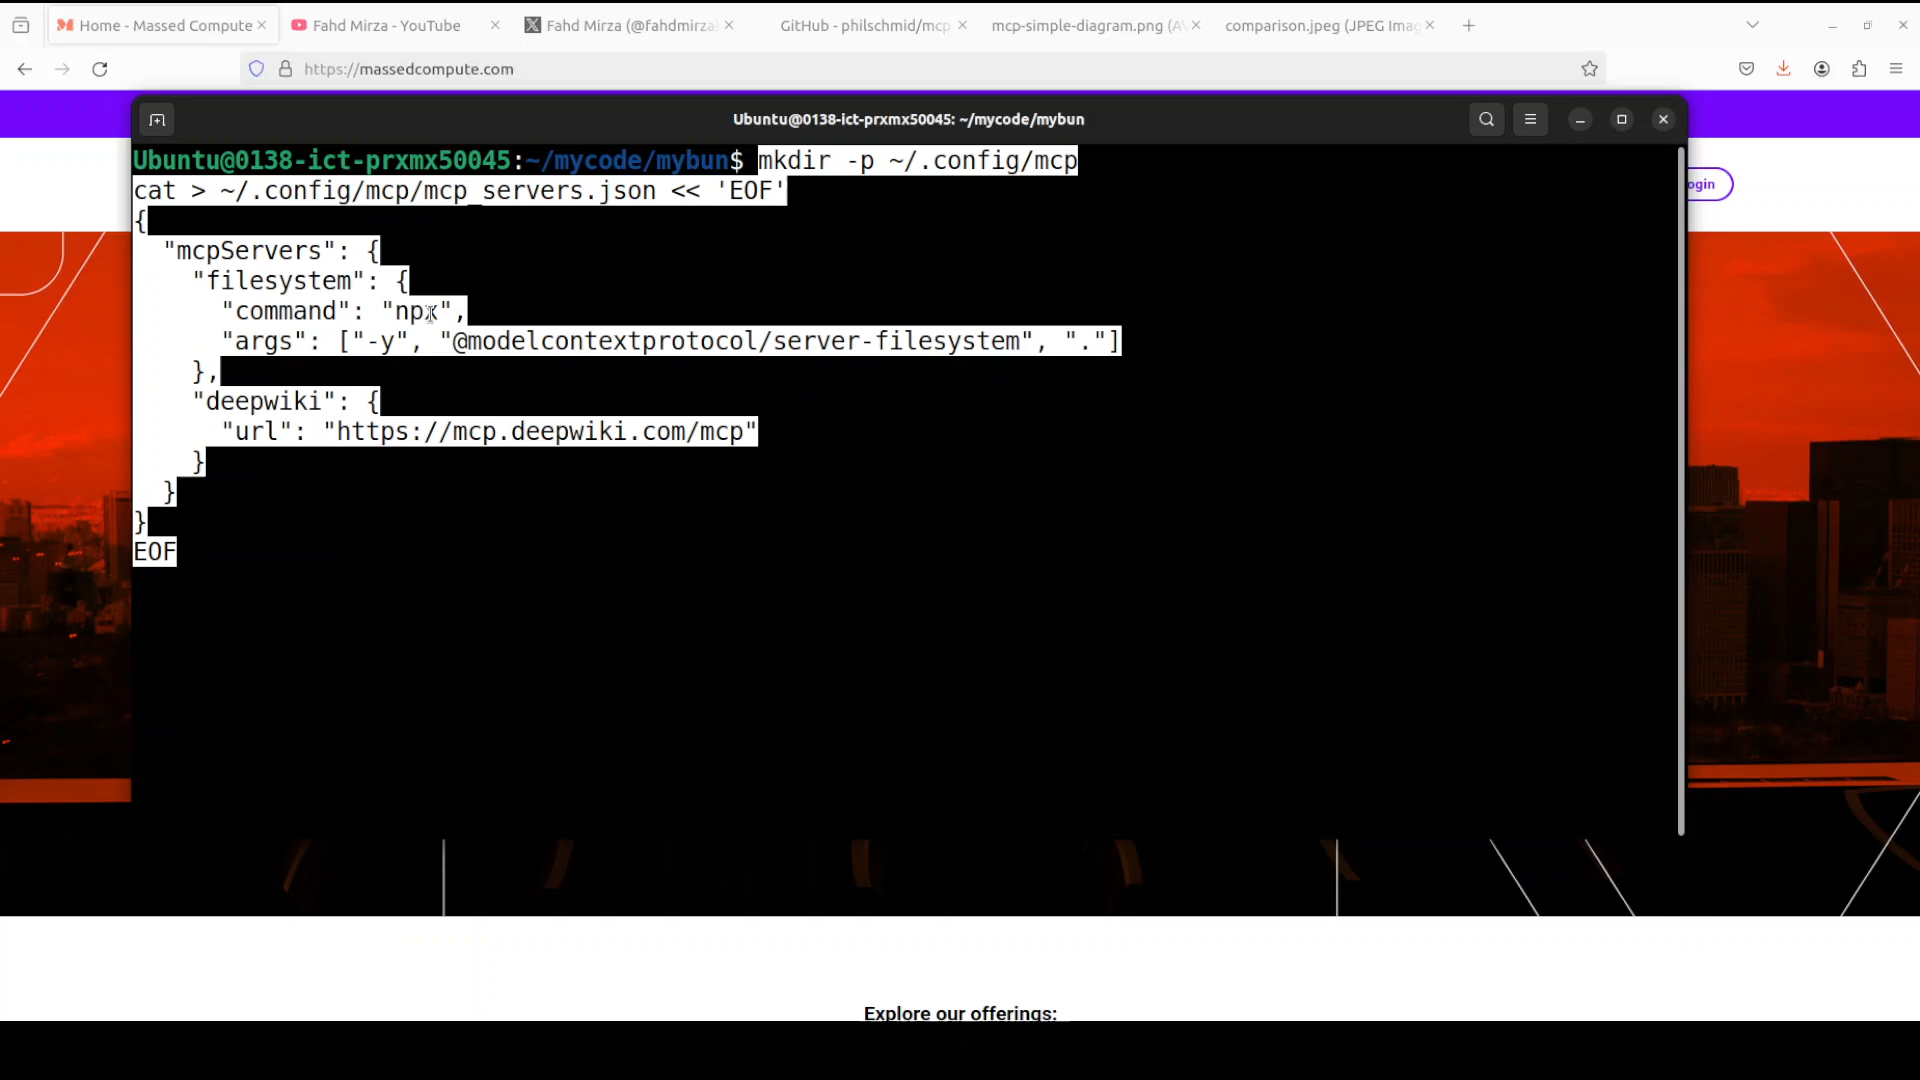 Home - Massed Compute
Fahd Mirza - YouTube
Fahd Mirza (@fahdmirza)
GitHub - philschmid/mcp
mcp-simple-diagram.png (A
comparison.jpeg (JPEG Imag
https://massedcompute.com
Ubuntu@0138-ict-prxmx50045: ~/mycode/mybun
ogin
Ubuntu@0138-ict-prxmx50045:~/mycode/mybun$ mkdir -p ~/.config/mcp
cat > ~/.config/mcp/mcp_servers.json << 'EOF'
{
  "mcpServers": {
    "filesystem": {
      "command": "npx",
      "args": ["-y", "@modelcontextprotocol/server-filesystem", "."]
    },
    "deepwiki": {
      "url": "https://mcp.deepwiki.com/mcp"
    }
  }
}
EOF
Explore our offerings: